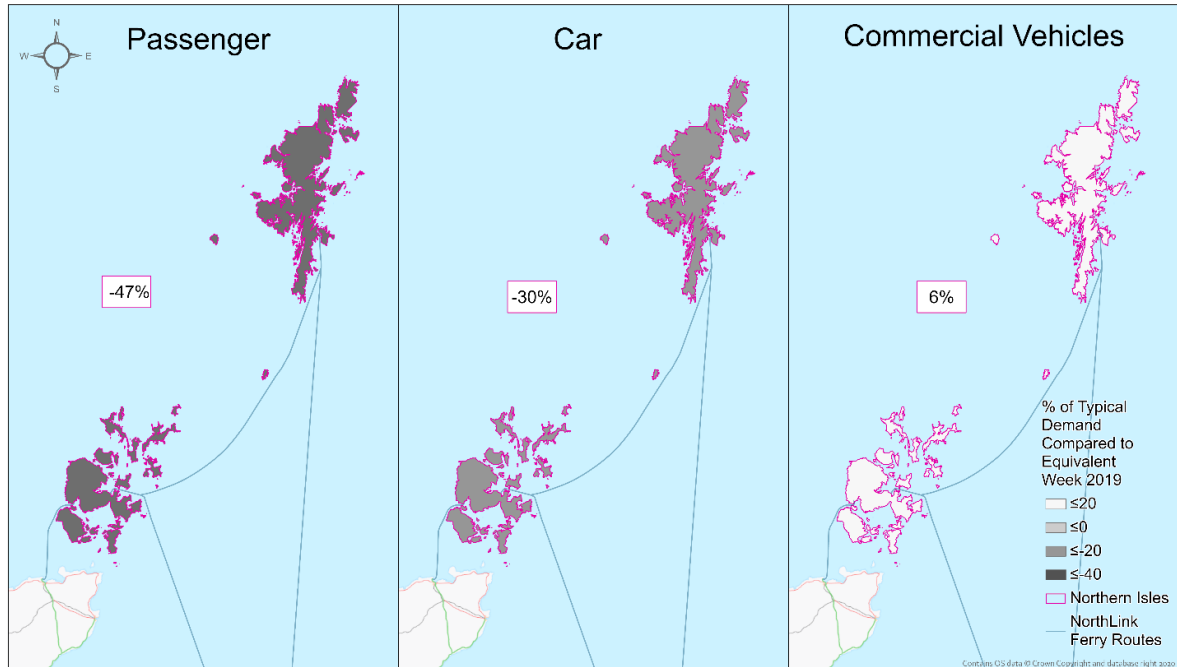 Passenger
Car
Commercial Vehicles
N
W
E
S
-47%
-30%
6%
% of Typical
Demand
Compared to
Equivalent
Week 2019
≤20
≤0
≤-20
≤-40
Northern Isles
NorthLink
Ferry Routes
Contains OS data © Crown Copyright and database right 2020